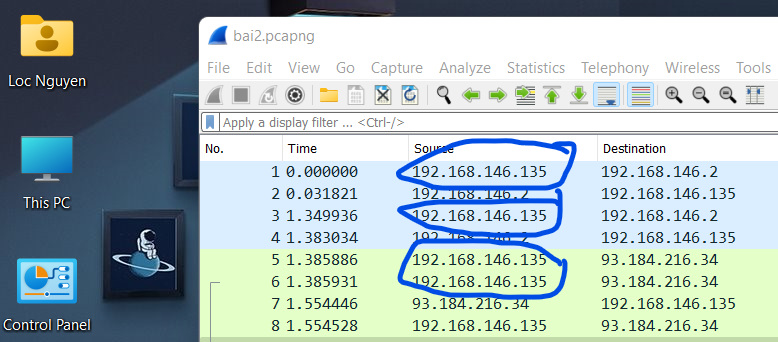 Loc Nguyen
This PC
Control Panel
bai2.pcapng
File Edit View Go Capture Analyze Statistics Telephony Wireless Tools
Apply a display filter ... <Ctrl-/>
No. Time Source Destination
1 0.000000 192.168.146.135 192.168.146.2
2 0.031821 192.168.146.2 192.168.146.135
3 1.349936 192.168.146.135 192.168.146.2
4 1.383034 192.168.146.2 192.168.146.135
5 1.385886 192.168.146.135 93.184.216.34
6 1.385931 192.168.146.135 93.184.216.34
7 1.554446 93.184.216.34 192.168.146.135
8 1.554528 192.168.146.135 93.184.216.34